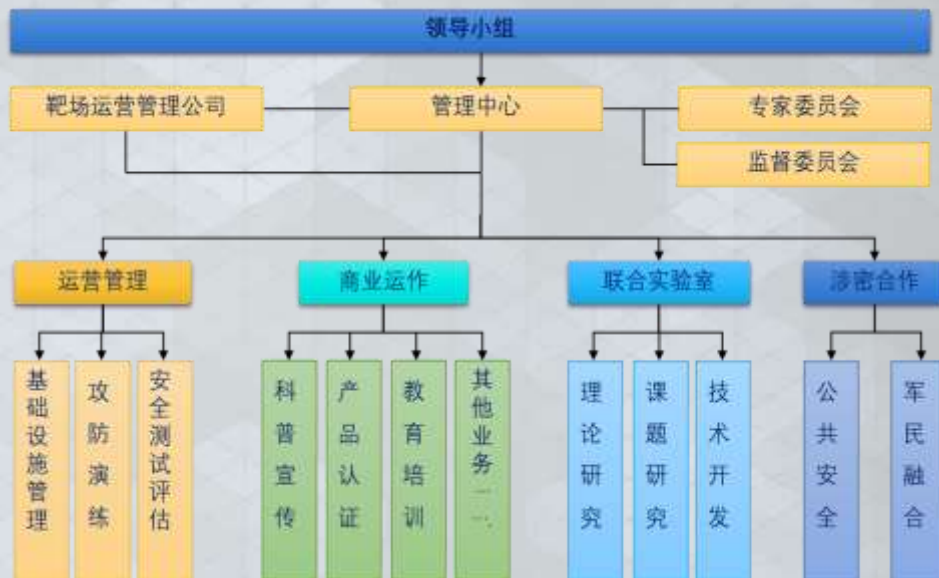 领导小组
靶场运营管理公司
管理中心
专家委员会
监督委员会
运营管理
商业运作
联合实验室
涉密合作
基础设施管理
攻防演练
安全测试评估
科普宣传
产品认证
教育培训
其他业务……
理论研究
课题研究
技术开发
公共安全
军民融合